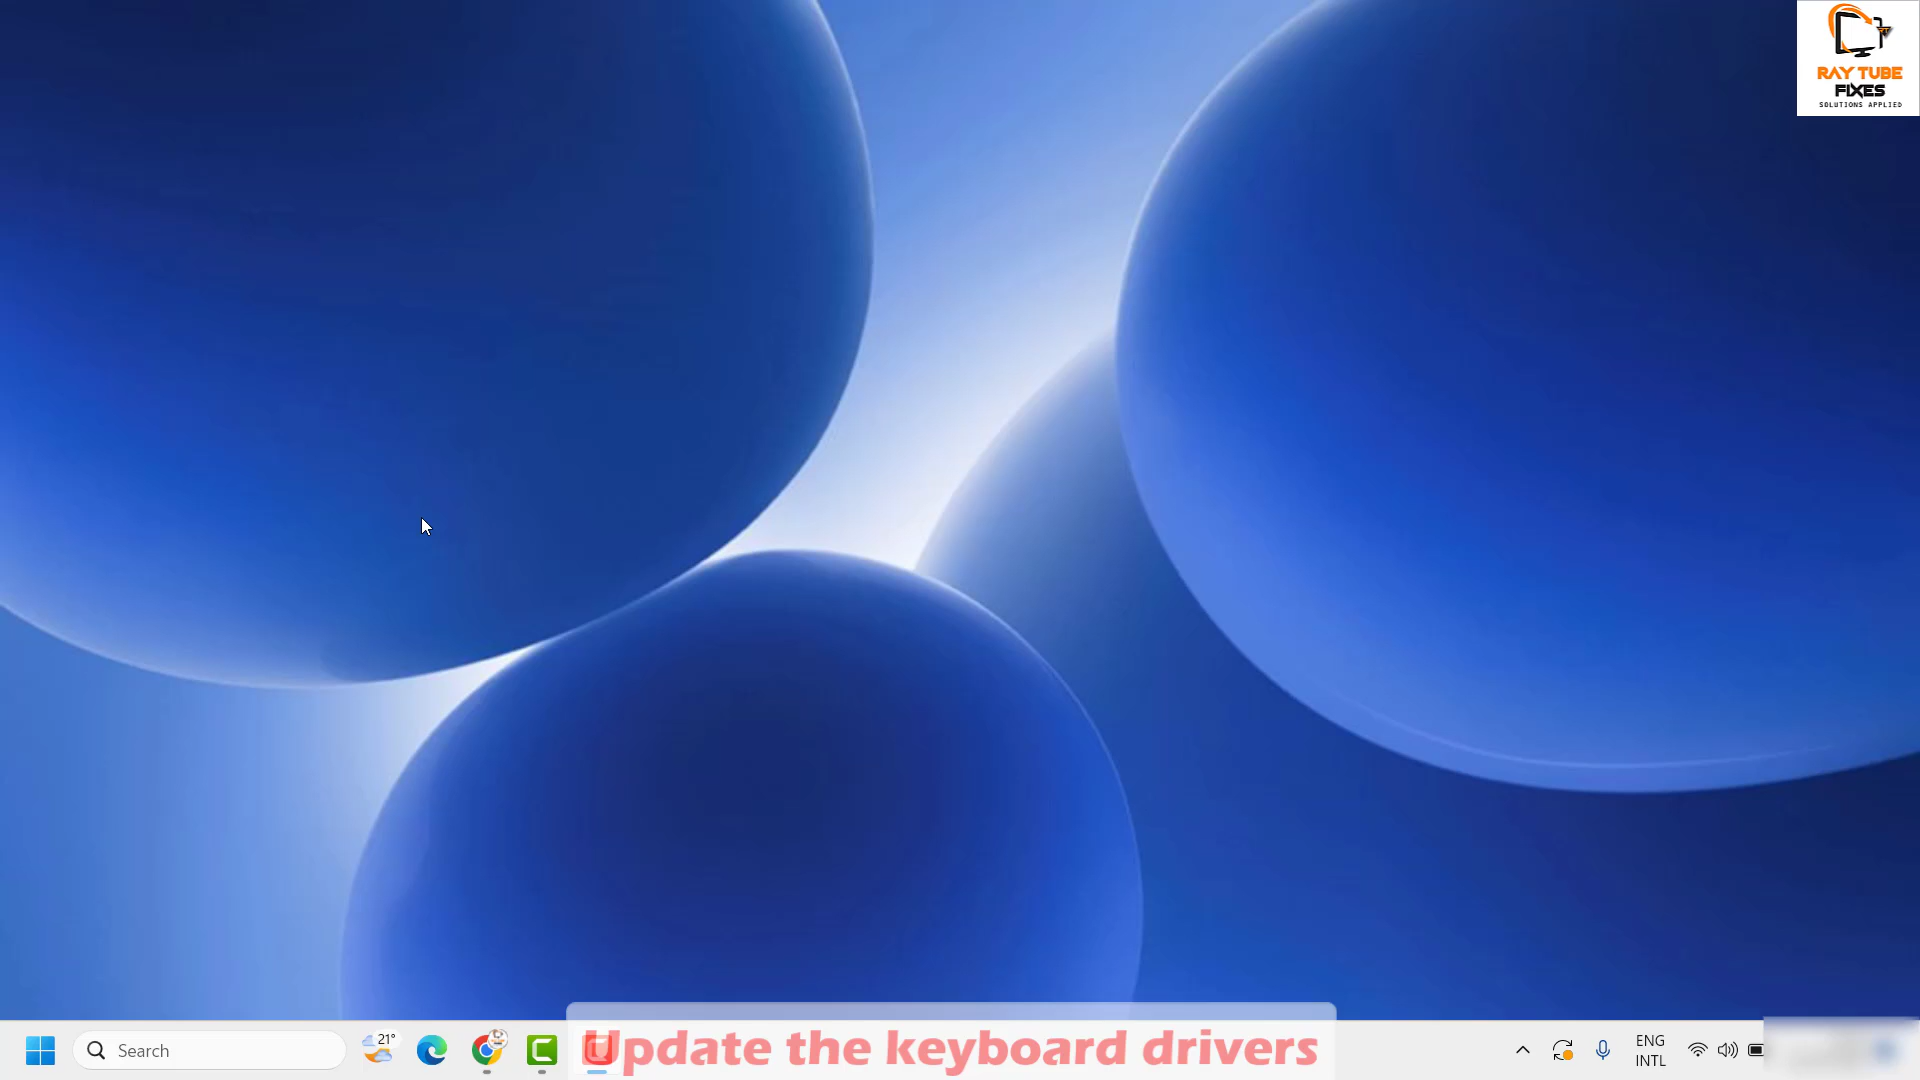 RAY TUBE
FIXES
SOLUTIONS APPLIED
Search
21°
Update the keyboard drivers
ENG
INTL